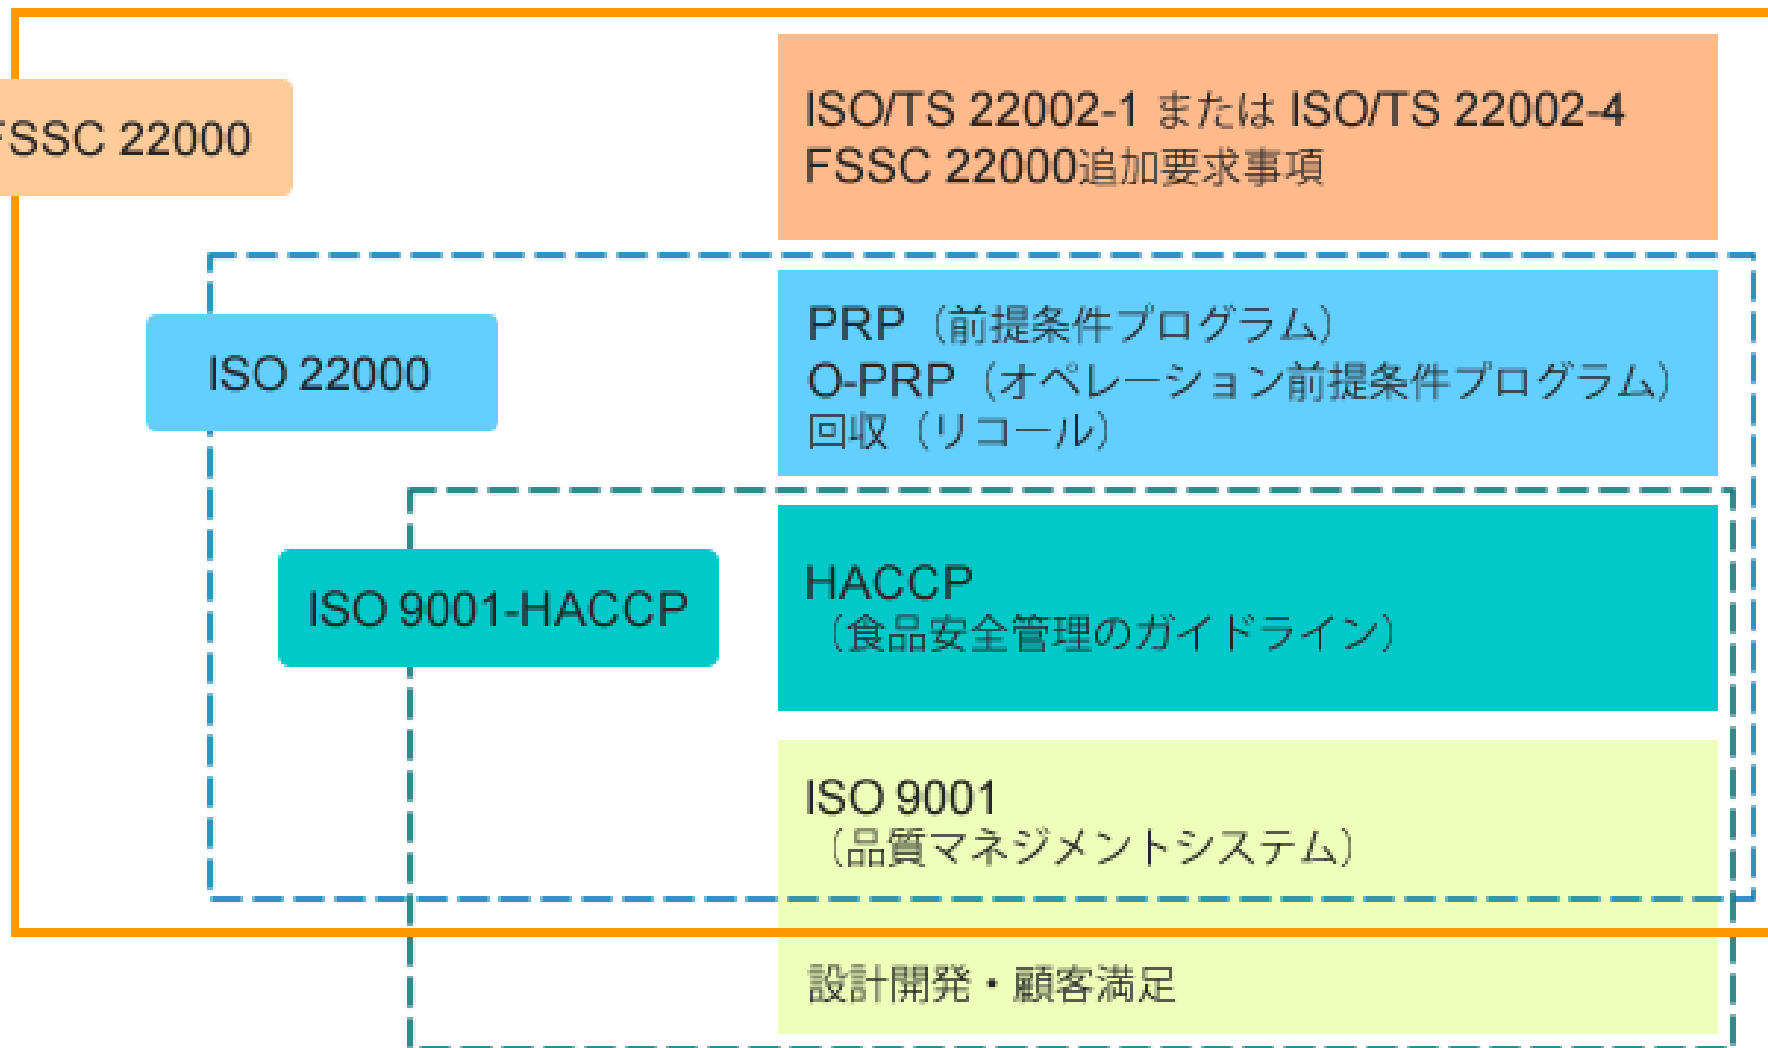 FSSC 22000
ISO/TS 22002-1 または ISO/TS 22002-4
FSSC 22000追加要求事項
ISO 22000
PRP（前提条件プログラム）
O-PRP（オペレーション前提条件プログラム）
回収（リコール）
ISO 9001-HACCP
HACCP
（食品安全管理のガイドライン）
ISO 9001
（品質マネジメントシステム）
設計開発・顧客満足